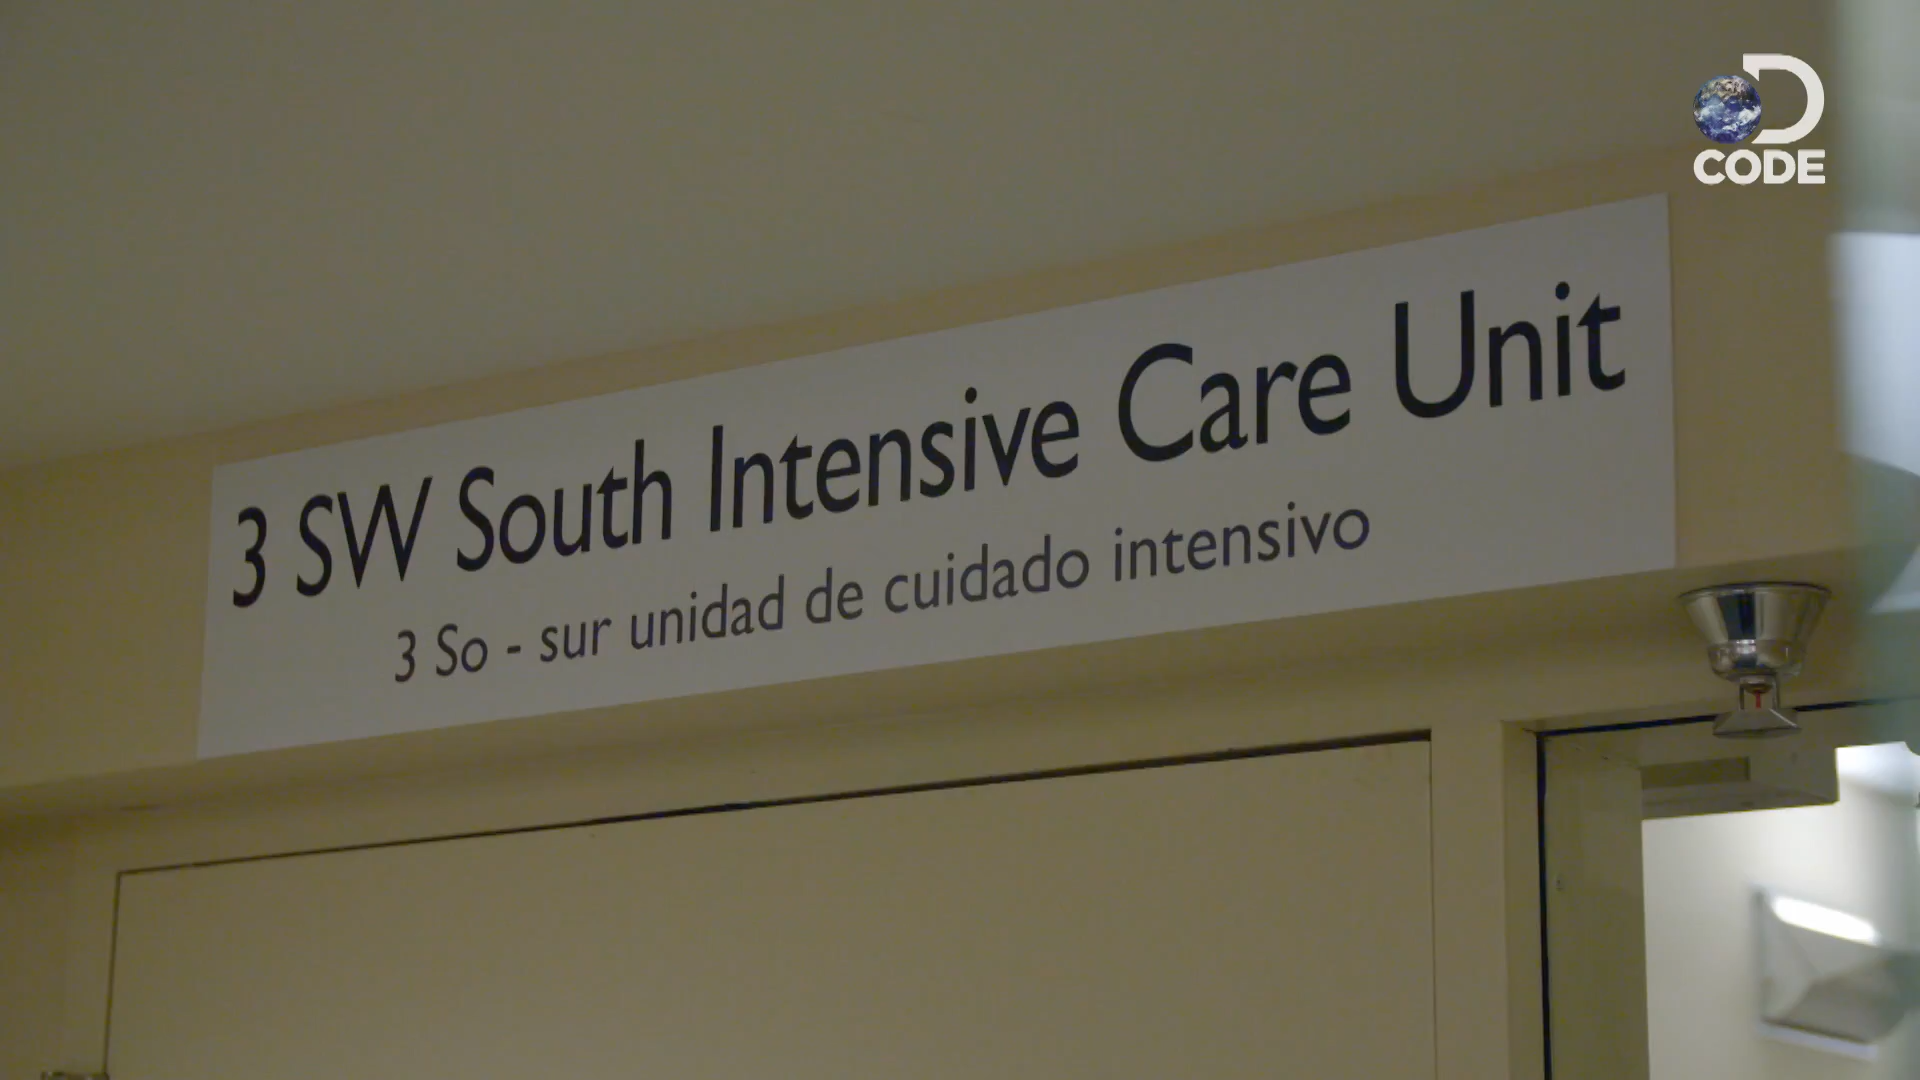 D
CODE
3 SW South Intensive Care Unit
3 So - sur unidad de cuidado intensivo